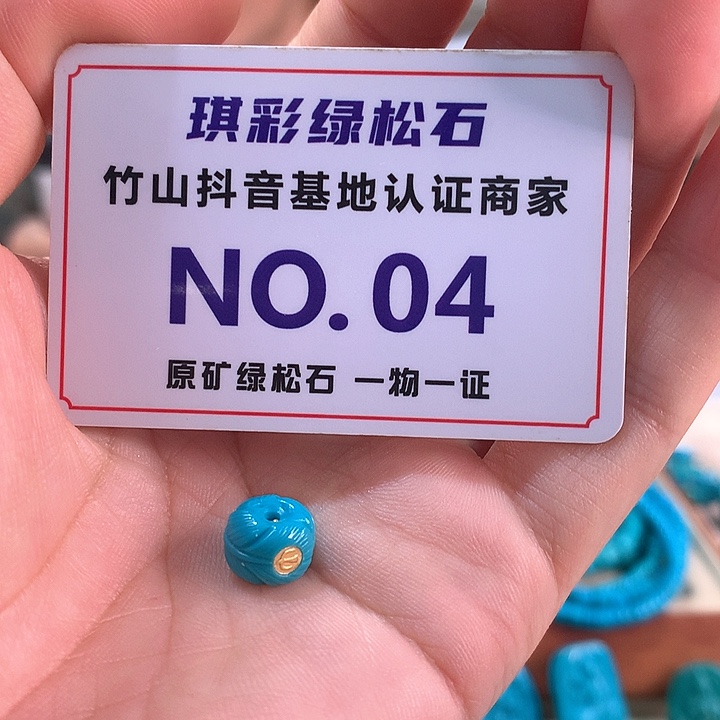 琪彩绿松石
竹山抖音基地认证商家
NO. 04
原矿绿松石 一物一证